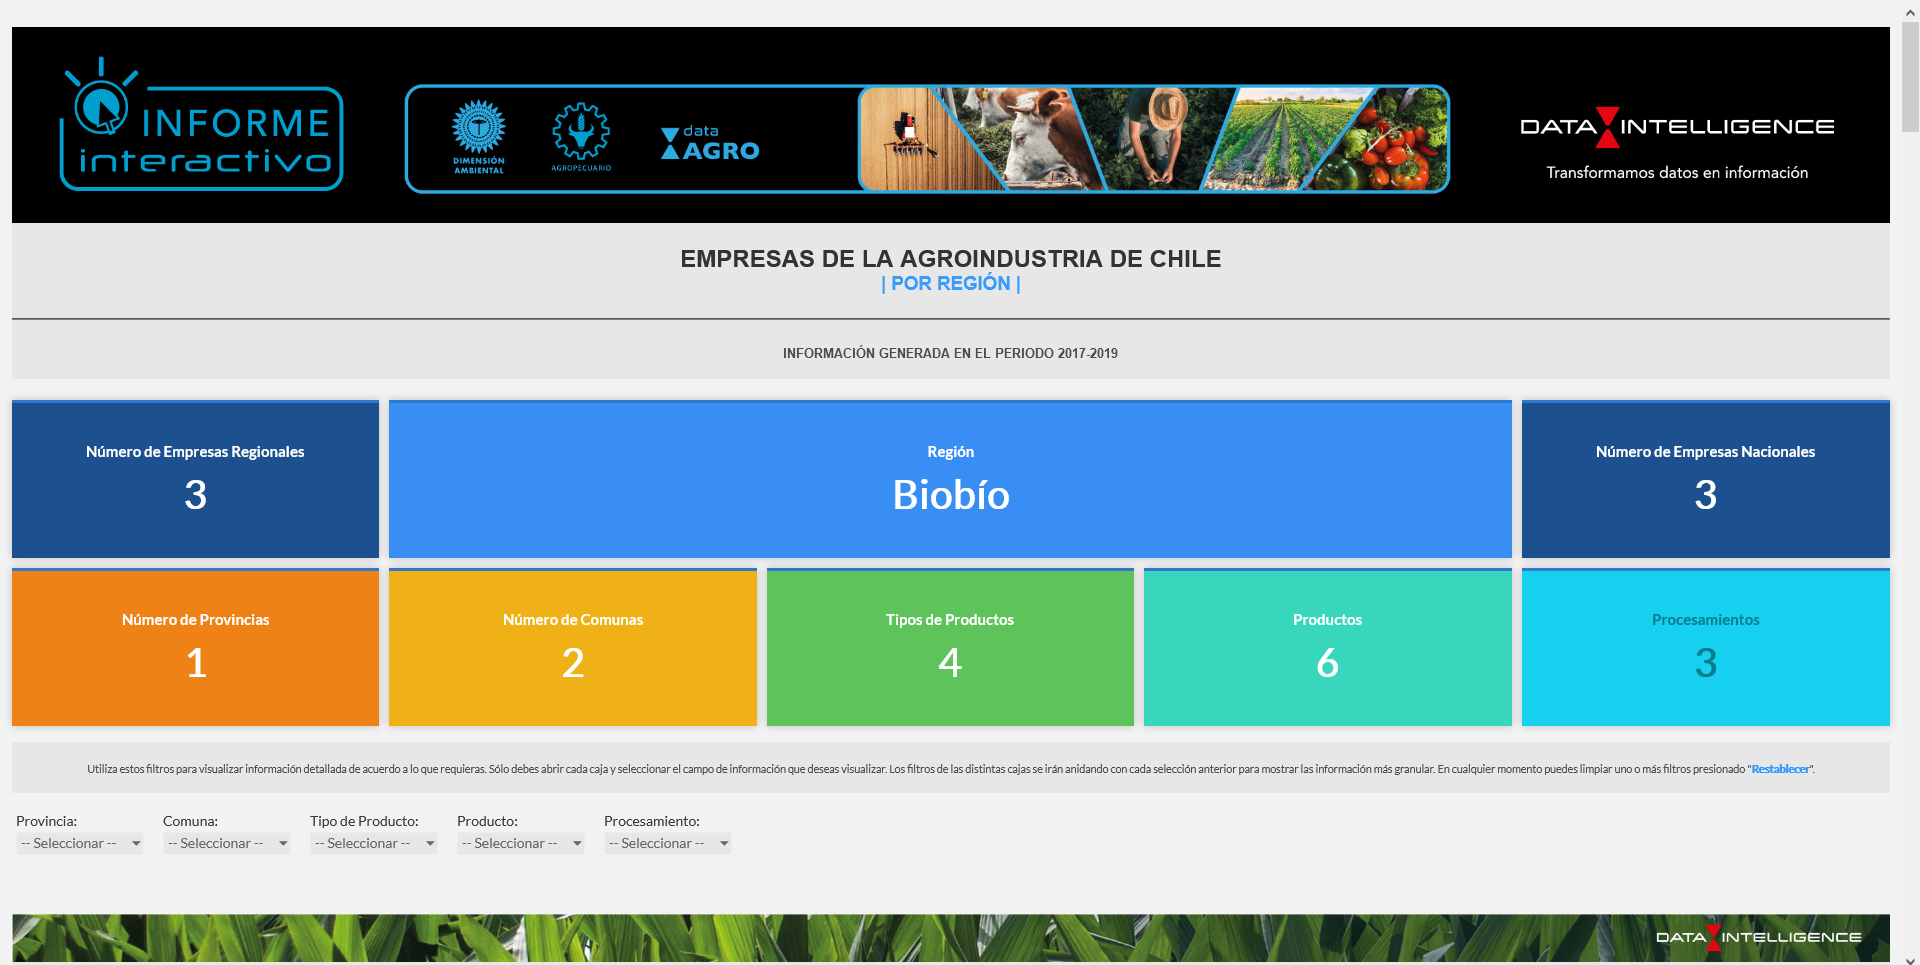 INFORME
interactivo
DIMENSIÓN
AMBIENTAL
AGROPECUARIO
data
AGRO
DATA INTELLIGENCE
Transformamos datos en información
EMPRESAS DE LA AGROINDUSTRIA DE CHILE
| POR REGIÓN |
INFORMACIÓN GENERADA EN EL PERIODO 2017-2019
Número de Empresas Regionales
3
Región
Biobío
Número de Empresas Nacionales
3
Número de Provincias
1
Número de Comunas
2
Tipos de Productos
4
Productos
6
Procesamientos
3
Utiliza estos filtros para visualizar información detallada de acuerdo a lo que requieras. Sólo debes abrir cada caja y seleccionar el campo de información que deseas visualizar. Los filtros de las distintas cajas se irán anidando con cada selección anterior para mostrar las información más granular. En cualquier momento puedes limpiar uno o más filtros presionado "Restablecer".
Provincia: Comuna: Tipo de Producto: Producto: Procesamiento:
-- Seleccionar -- -- Seleccionar -- -- Seleccionar -- -- Seleccionar -- -- Seleccionar --
DATA INTELLIGENCE